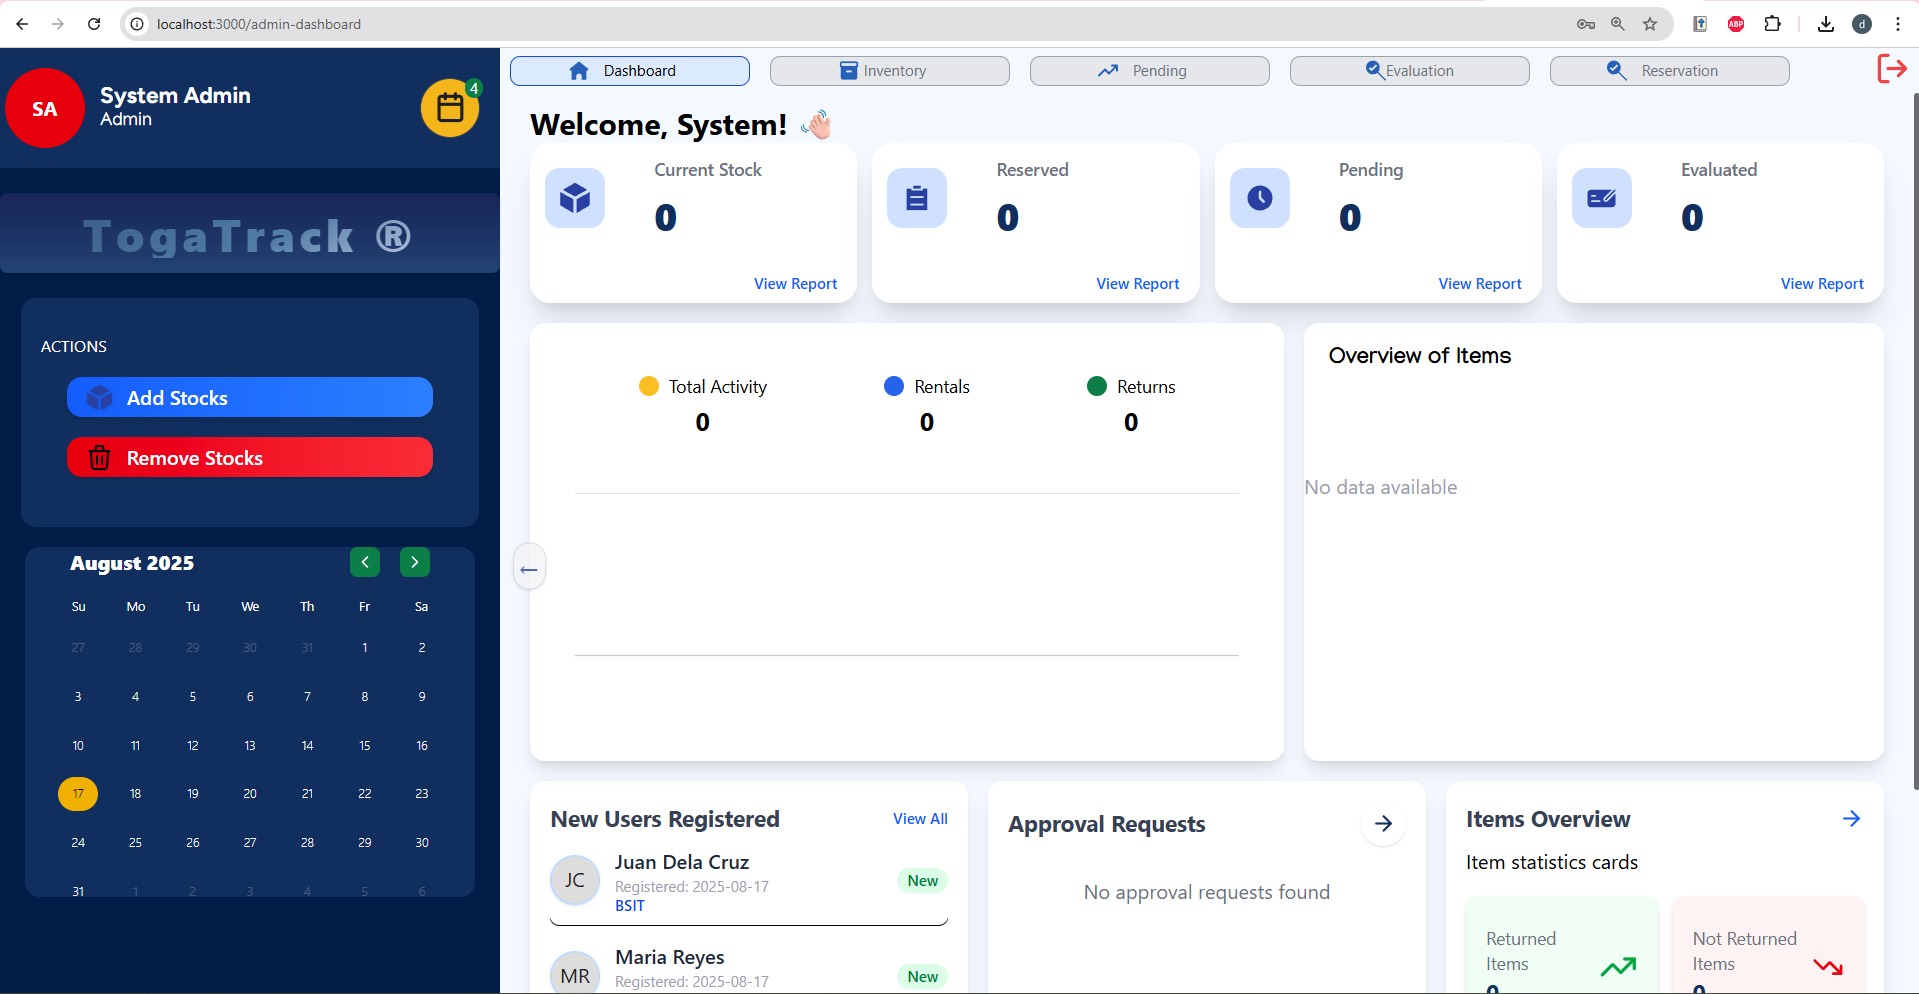 localhost:3000/admin-dashboard
ABP
d
SA
System Admin
Admin
4
Dashboard
Inventory
Pending
Evaluation
Reservation
TogaTrack ®
Welcome, System!
Current Stock
0
View Report
Reserved
0
View Report
Pending
0
View Report
Evaluated
0
View Report
ACTIONS
Add Stocks
Remove Stocks
Total Activity
0
Rentals
0
Returns
0
Overview of Items
No data available
August 2025
Su Mo Tu We Th Fr Sa
27 28 29 30 31 1 2
3 4 5 6 7 8 9
10 11 12 13 14 15 16
17 18 19 20 21 22 23
24 25 26 27 28 29 30
31 1 2 3 4 5 6
New Users Registered
View All
JC
Juan Dela Cruz
Registered: 2025-08-17
BSIT
New
MR
Maria Reyes
Registered: 2025-08-17
New
Approval Requests
No approval requests found
Items Overview
Item statistics cards
Returned
Items
0
Not Returned
Items
0